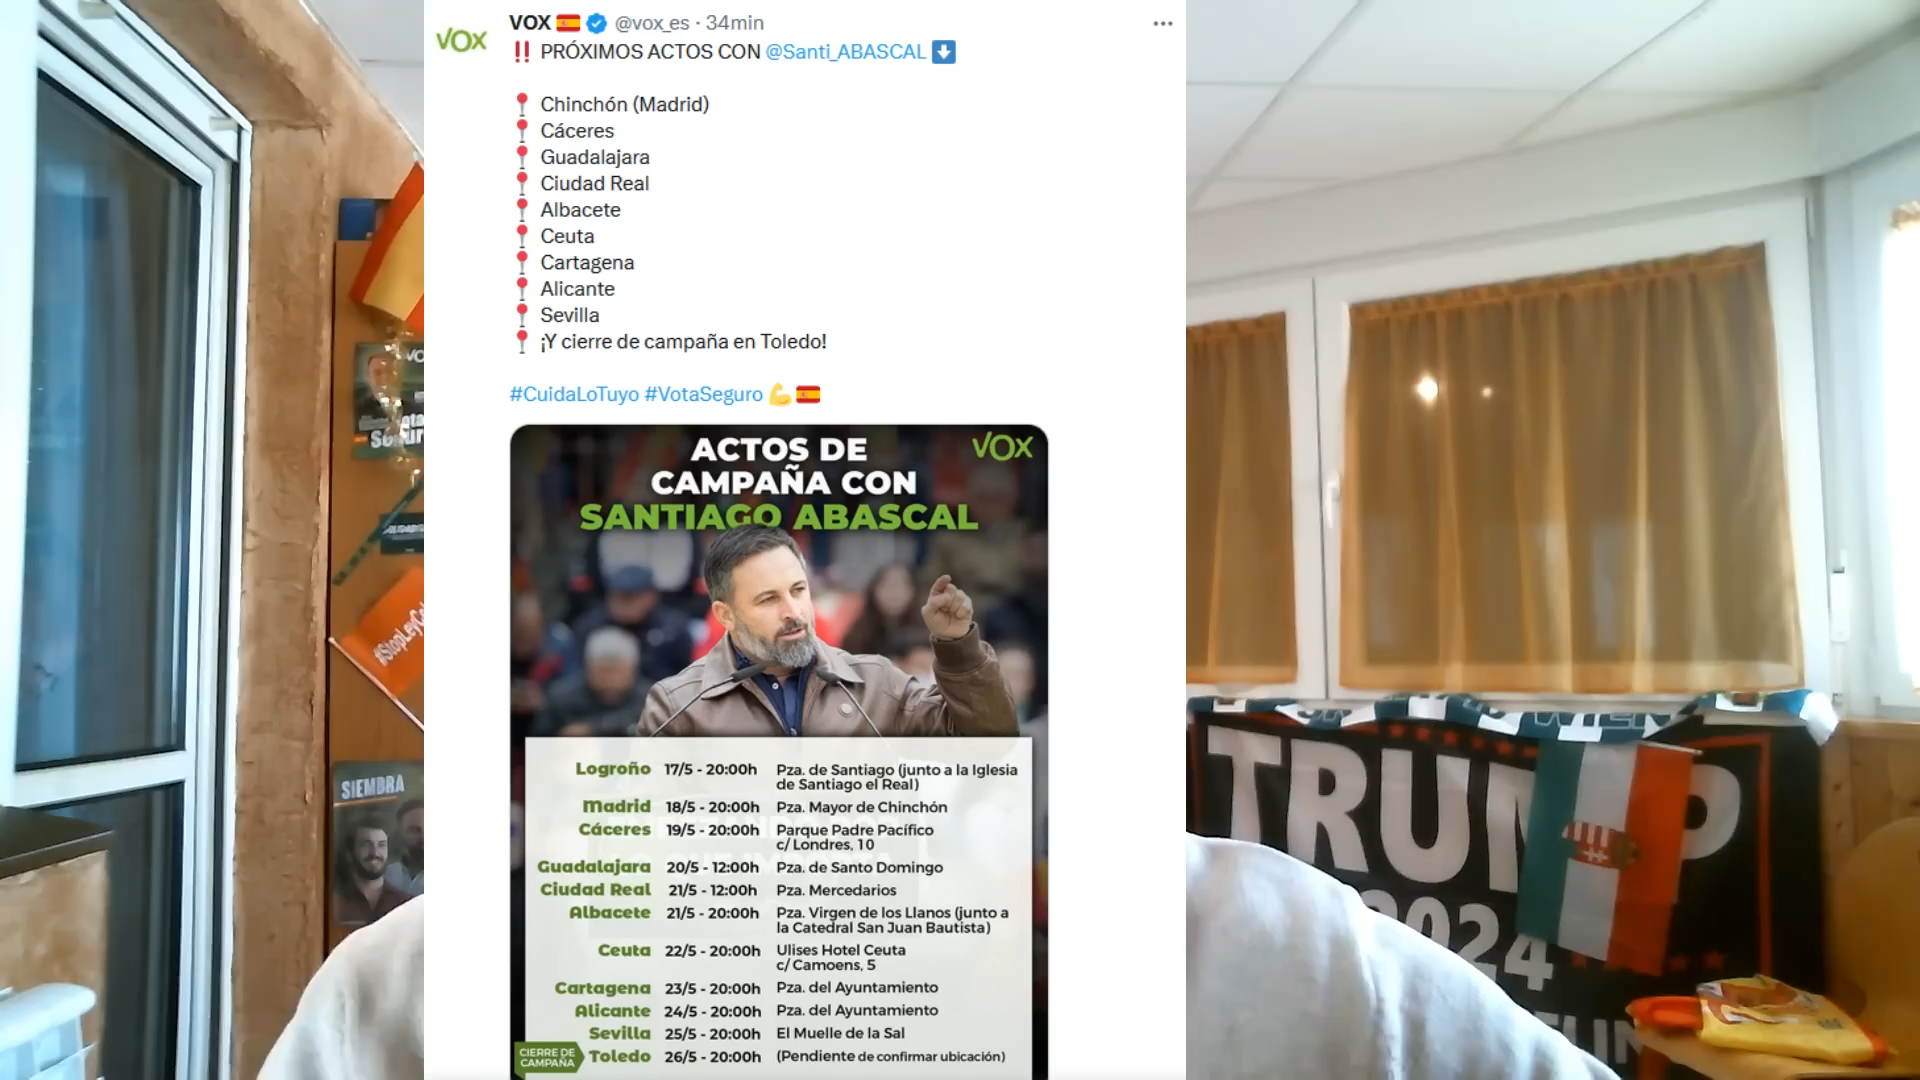 VOX
VOX @vox_es · 34min
PRÓXIMOS ACTOS CON @Santi_ABASCAL
Chinchón (Madrid)
Cáceres
Guadalajara
Ciudad Real
Albacete
Ceuta
Cartagena
Alicante
Sevilla
¡Y cierre de campaña en Toledo!
#CuidaLoTuyo #VotaSeguro
ACTOS DE
CAMPAÑA CON
SANTIAGO ABASCAL
VOX
Logroño 17/5 - 20:00h Pza. de Santiago (junto a la Iglesia
de Santiago el Real)
Madrid 18/5 - 20:00h Pza. Mayor de Chinchón
Cáceres 19/5 - 20:00h Parque Padre Pacífico
c/ Londres, 10
Guadalajara 20/5 - 12:00h Pza. de Santo Domingo
Ciudad Real 21/5 - 12:00h Pza. Mercedarios
Albacete 21/5 - 20:00h Pza. Virgen de los Llanos (junto a
la Catedral San Juan Bautista)
Ceuta 22/5 - 20:00h Ulises Hotel Ceuta
c/ Camoens, 5
Cartagena 23/5 - 20:00h Pza. del Ayuntamiento
Alicante 24/5 - 20:00h Pza. del Ayuntamiento
Sevilla 25/5 - 20:00h El Muelle de la Sal
CIERRE DE
CAMPAÑA
Toledo 26/5 - 20:00h (Pendiente de confirmar ubicación)
SIEMBRA
TRUMP
2024